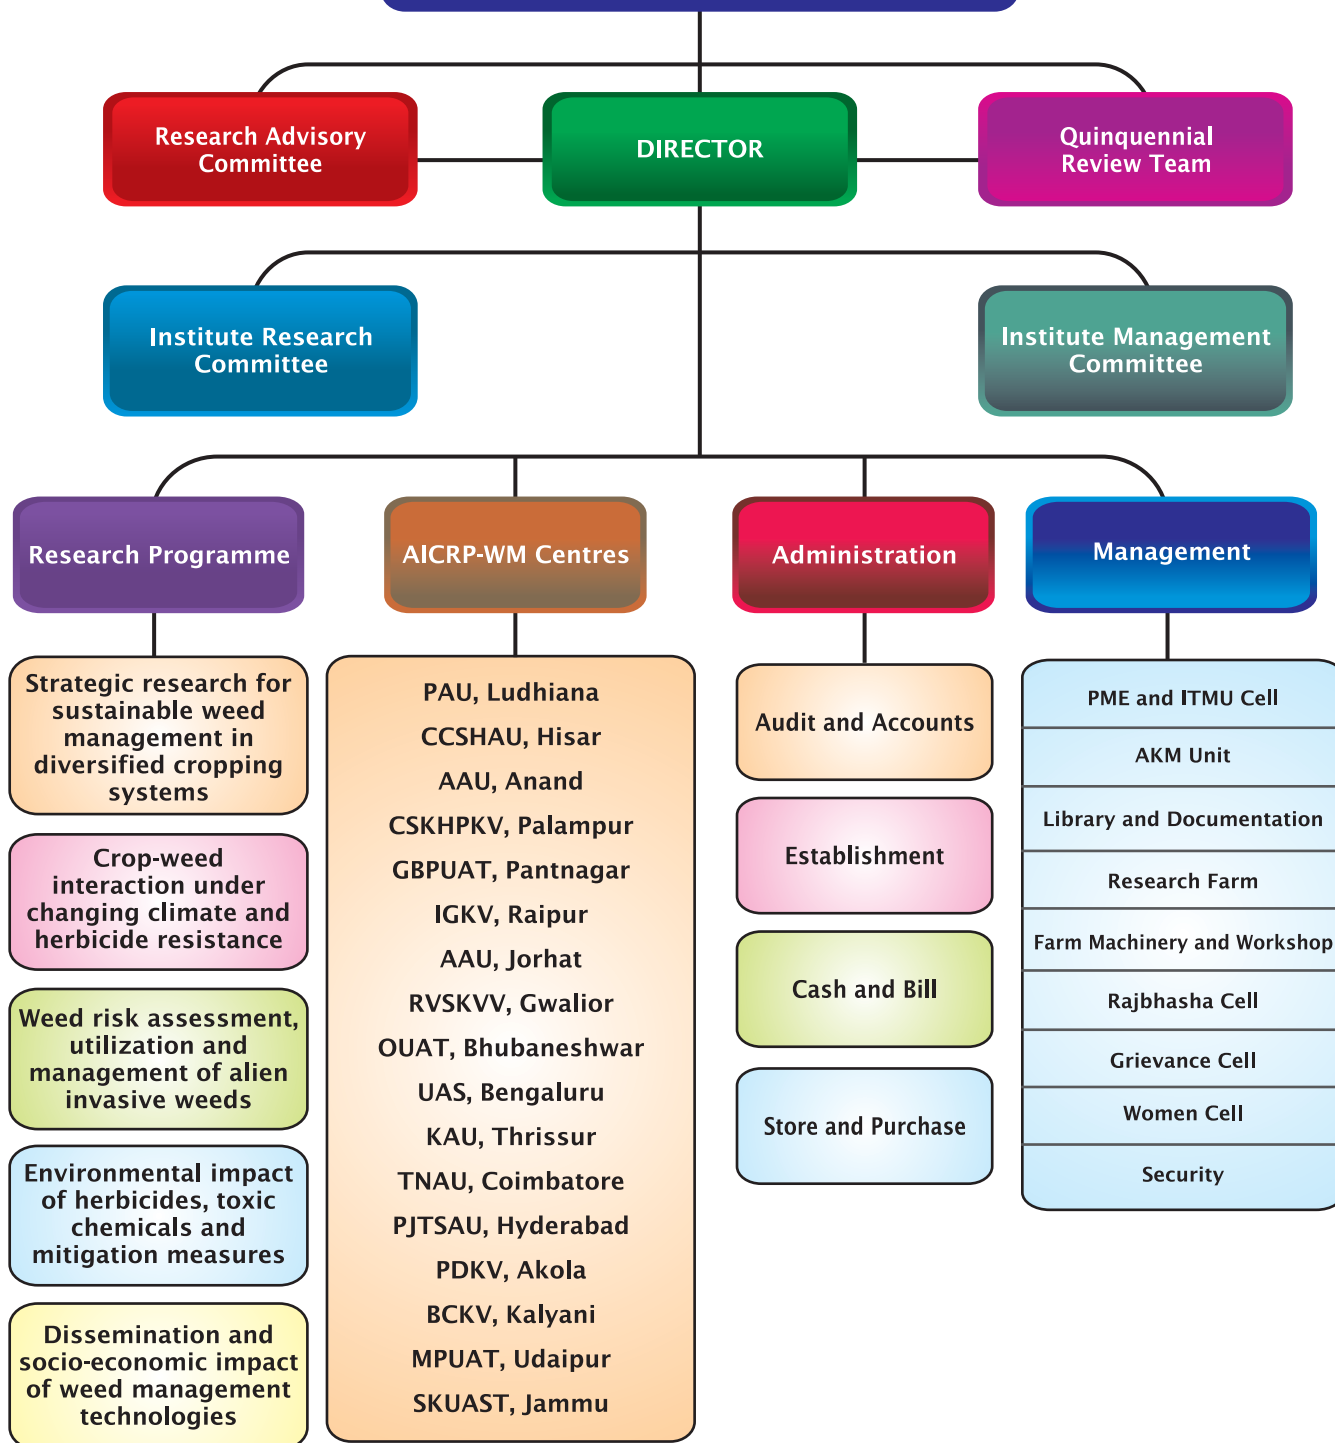 Research Advisory
Committee
DIRECTOR
Quinquennial
Review Team
Institute Research
Committee
Institute Management
Committee
Research Programme
AICRP-WM Centres
Administration
Management
Strategic research for
sustainable weed
management in
diversified cropping
systems
Crop-weed
interaction under
changing climate and
herbicide resistance
Weed risk assessment,
utilization and
management of alien
invasive weeds
Environmental impact
of herbicides, toxic
chemicals and
mitigation measures
Dissemination and
socio-economic impact
of weed management
technologies
PAU, Ludhiana
CCSHAU, Hisar
AAU, Anand
CSKHPKV, Palampur
GBPUAT, Pantnagar
IGKV, Raipur
AAU, Jorhat
RVSKVV, Gwalior
OUAT, Bhubaneshwar
UAS, Bengaluru
KAU, Thrissur
TNAU, Coimbatore
PJTSAU, Hyderabad
PDKV, Akola
BCKV, Kalyani
MPUAT, Udaipur
SKUAST, Jammu
Audit and Accounts
Establishment
Cash and Bill
Store and Purchase
PME and ITMU Cell
AKM Unit
Library and Documentation
Research Farm
Farm Machinery and Workshop
Rajbhasha Cell
Grievance Cell
Women Cell
Security